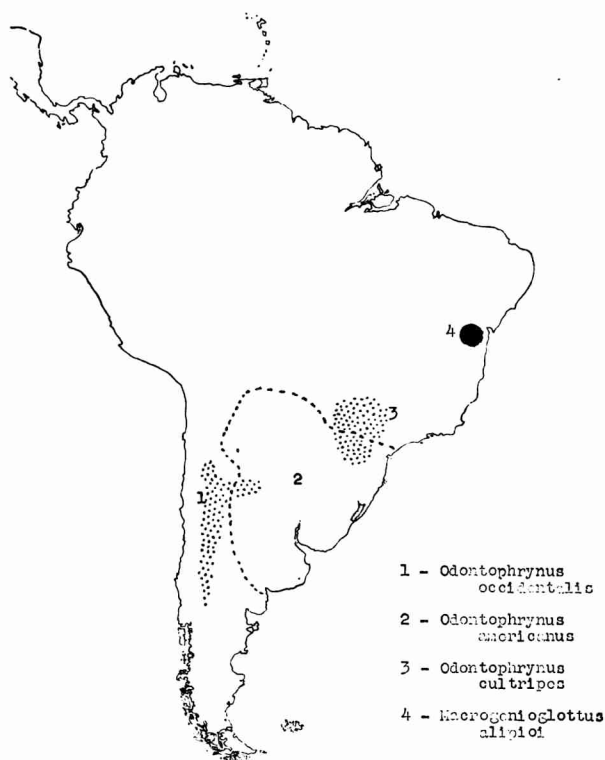 4
3
2
1
1 - Odontophrynus
occidentalis
2 - Odontophrynus
americanus
3 - Odontophrynus
cultripes
4 - Macrogenioglottus
alipioi